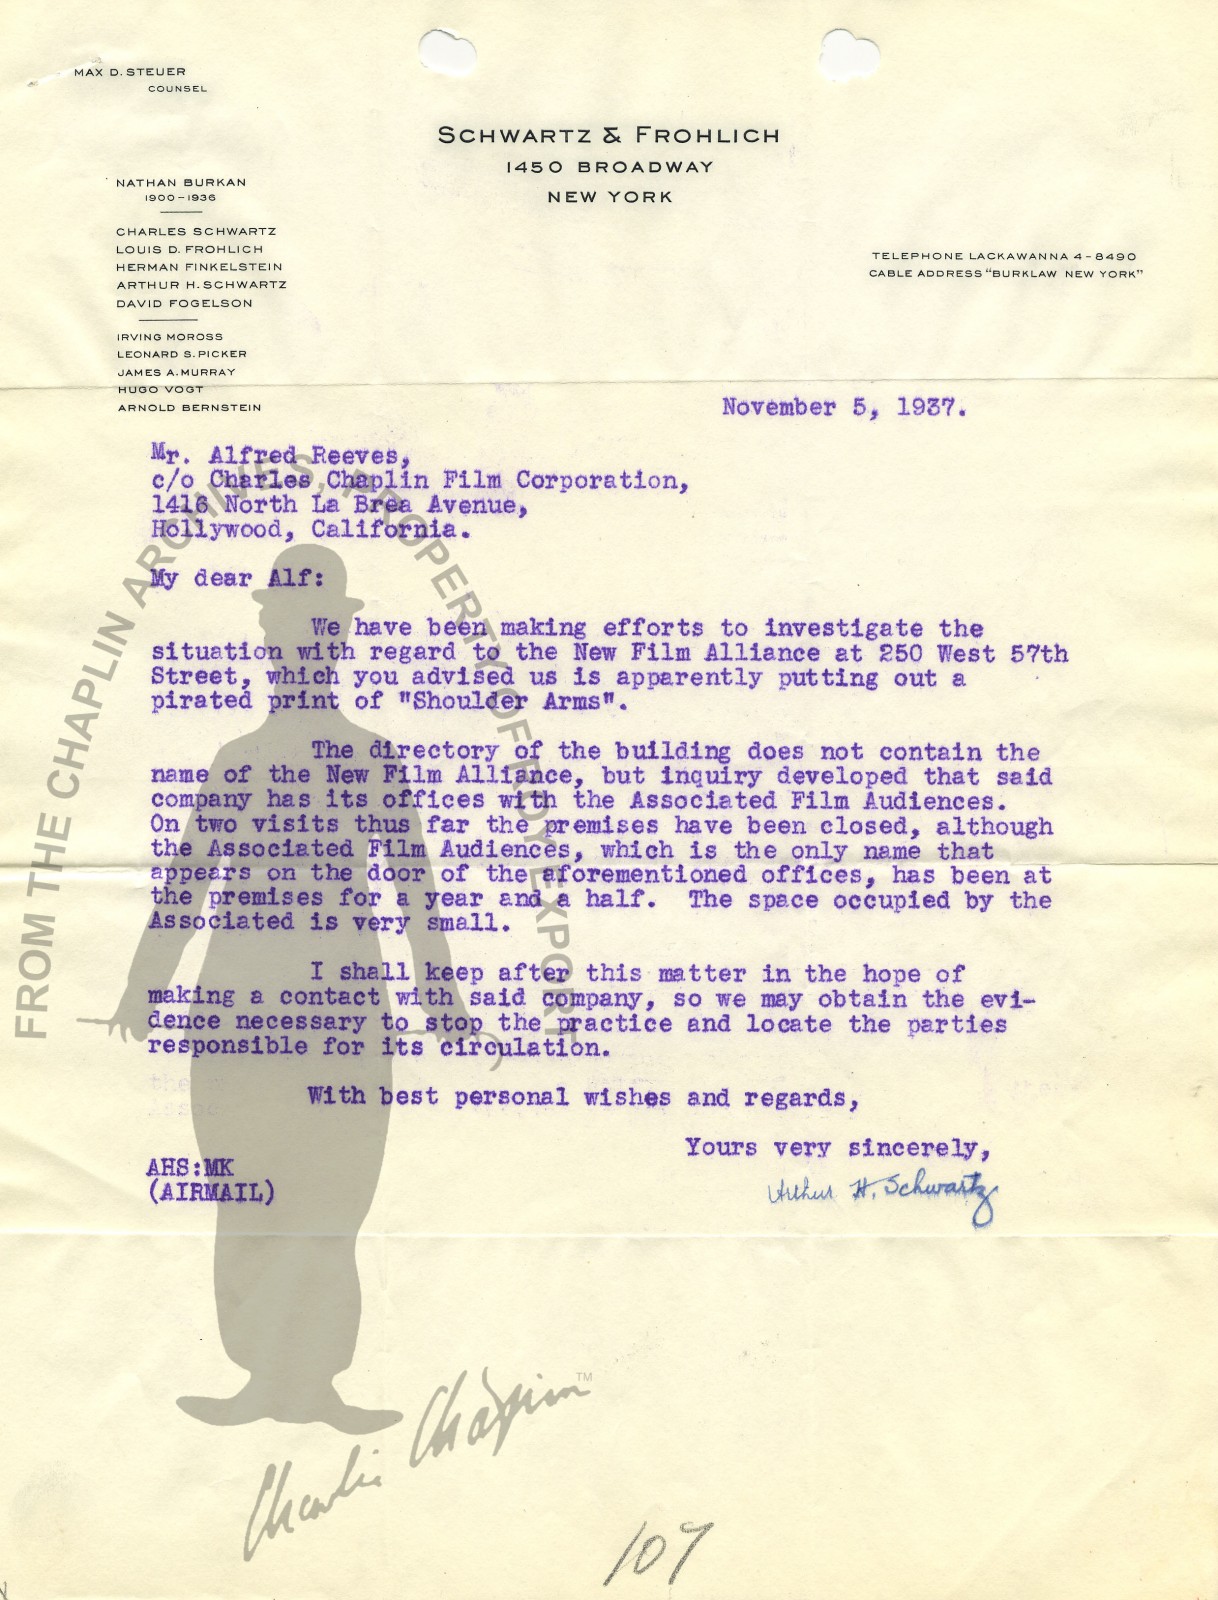 MAX D. STEUER
COUNSEL
SCHWARTZ & FROHLICH
1450 BROADWAY
NEW YORK
NATHAN BURKAN
1900-1936
CHARLES SCHWARTZ
LOUIS D. FROHLICH
HERMAN FINKELSTEIN
ARTHUR H. SCHWARTZ
DAVID FOGELSON
IRVING MOROSS
LEONARD S. PICKER
JAMES A. MURRAY
HUGO VOGT
ARNOLD BERNSTEIN
TELEPHONE LACKAWANNA 4-8490
CABLE ADDRESS "BURKLAW NEW YORK"
November 5, 1937.
Mr. Alfred Reeves,
c/o Charles Chaplin Film Corporation,
1416 North La Brea Avenue,
Hollywood, California.
My dear Alf:
We have been making efforts to investigate the
situation with regard to the New Film Alliance at 250 West 57th
Street, which you advised us is apparently putting out a
pirated print of "Shoulder Arms".
The directory of the building does not contain the
name of the New Film Alliance, but inquiry developed that said
company has its offices with the Associated Film Audiences.
On two visits thus far the premises have been closed, although
the Associated Film Audiences, which is the only name that
appears on the door of the aforementioned offices, has been at
the premises for a year and a half. The space occupied by the
Associated is very small.
I shall keep after this matter in the hope of
making a contact with said company, so we may obtain the evi-
dence necessary to stop the practice and locate the parties
responsible for its circulation.
With best personal wishes and regards,
Yours very sincerely,
AHS:MK
(AIRMAIL)
Arthur H. Schwartz
FROM THE CHAPLIN ARCHIVES, PROPERTY OF ROY EXPORT
Charlie Chaplin TM
107